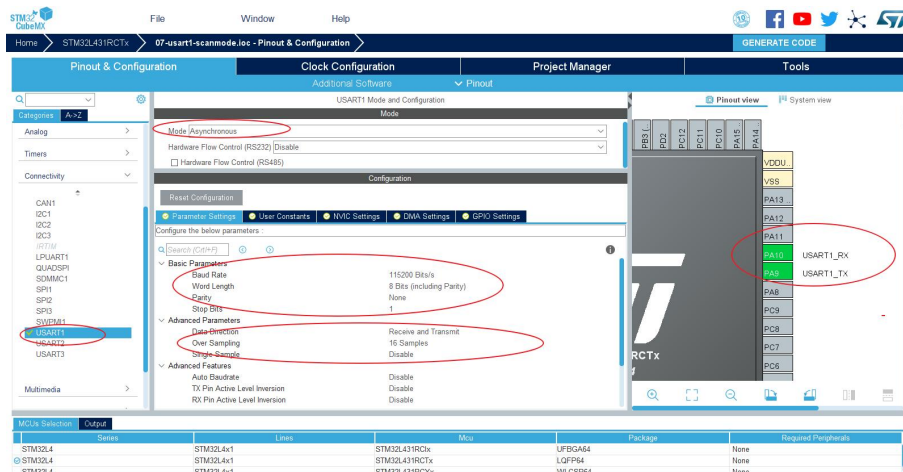 STM32
CubeMX
File Window Help
Home STM32L431RCTx 07-usart1-scanmode.ioc - Pinout & Configuration GENERATE CODE
Pinout & Configuration Clock Configuration Project Manager Tools
Additional Software Pinout
Categories A->Z
Analog
Timers
Connectivity
CAN1
I2C1
I2C2
I2C3
IRTIM
LPUART1
QUADSPI
SDMMC1
SPI1
SPI2
SPI3
SWPMI1
USART1
USART2
USART3
Multimedia
USART1 Mode and Configuration
Mode
Mode Asynchronous
Hardware Flow Control (RS232) Disable
Hardware Flow Control (RS485)
Configuration
Reset Configuration
Parameter Settings User Constants NVIC Settings DMA Settings GPIO Settings
Configure the below parameters :
Search (Crtl+F)
Basic Parameters
Baud Rate 115200 Bits/s
Word Length 8 Bits (including Parity)
Parity None
Stop Bits 1
Advanced Parameters
Data Direction Receive and Transmit
Over Sampling 16 Samples
Single Sample Disable
Advanced Features
Auto Baudrate Disable
TX Pin Active Level Inversion Disable
RX Pin Active Level Inversion Disable
Pinout view System view
PB3 (.. PD2 PC12 PC11 PC10 PA15 PA14
VDDU..
VSS
PA13 ..
PA12
PA11
PA10 USART1_RX
PA9 USART1_TX
PA8
PC9
PC8
PC7
PC6
RCTx
MCUs Selection Output
Series Lines Mcu Package Required Peripherals
STM32L4 STM32L4x1 STM32L431RCIx UFBGA64 None
STM32L4 STM32L4x1 STM32L431RCTx LQFP64 None
STM32L4 STM32L4x1 STM32L431RCYx WLCSP64 None